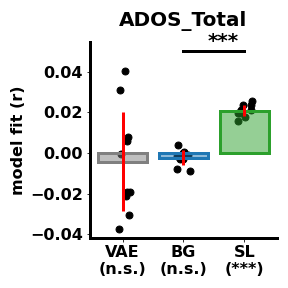 ADOS_Total
***
model fit (r)
0.04
0.02
0.00
−0.02
−0.04
VAE BG SL
(n.s.) (n.s.) (***)